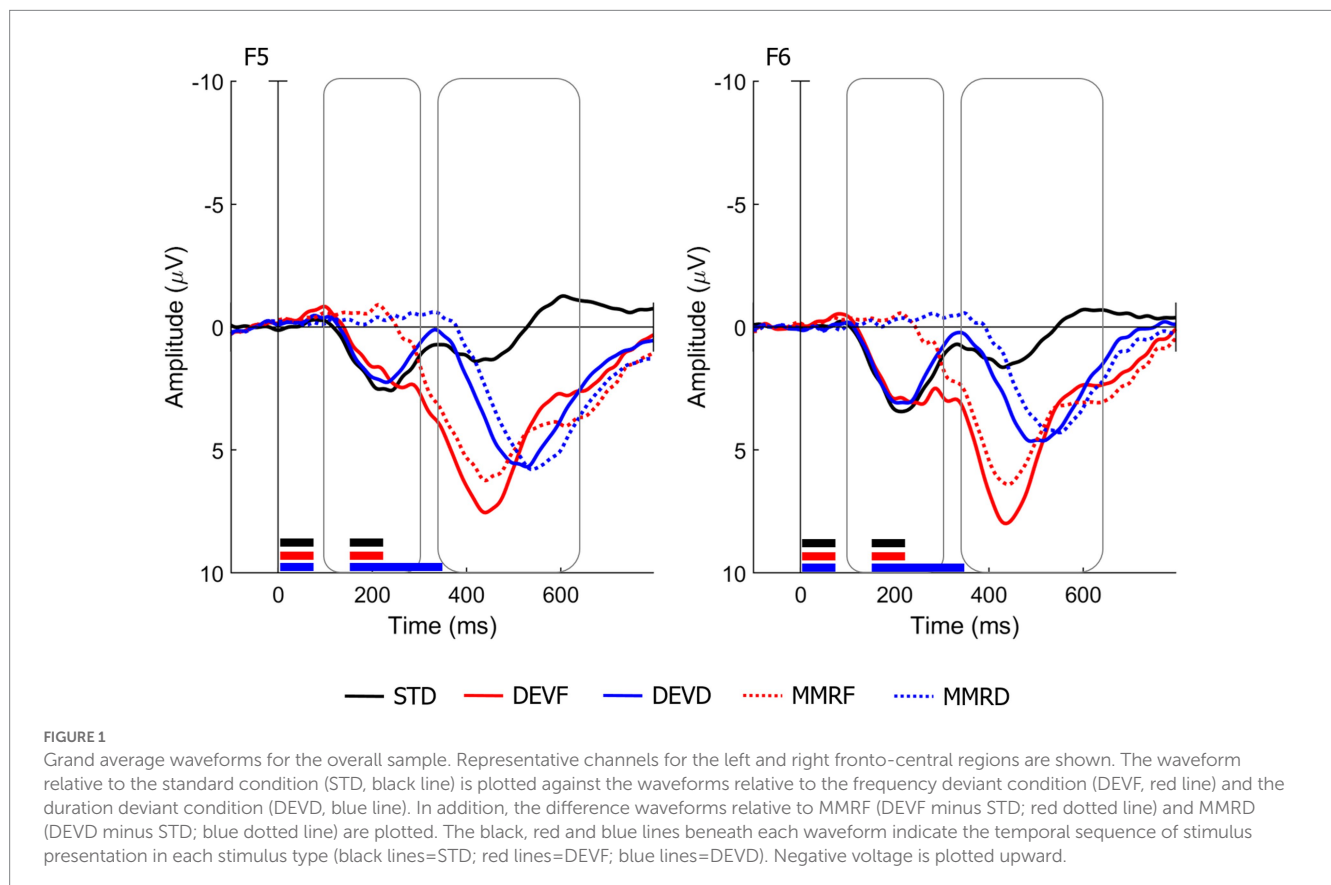 F5
F6
-10
-5
0
5
10
Amplitude (μV)
0
200
400
600
Time (ms)
-10
-5
0
5
10
Amplitude (μV)
0
200
400
600
Time (ms)
STD DEVF DEVD MMRF MMRD
FIGURE 1
Grand average waveforms for the overall sample. Representative channels for the left and right fronto-central regions are shown. The waveform
relative to the standard condition (STD, black line) is plotted against the waveforms relative to the frequency deviant condition (DEVF, red line) and the
duration deviant condition (DEVD, blue line). In addition, the difference waveforms relative to MMRF (DEVF minus STD; red dotted line) and MMRD
(DEVD minus STD; blue dotted line) are plotted. The black, red and blue lines beneath each waveform indicate the temporal sequence of stimulus
presentation in each stimulus type (black lines=STD; red lines=DEVF; blue lines=DEVD). Negative voltage is plotted upward.